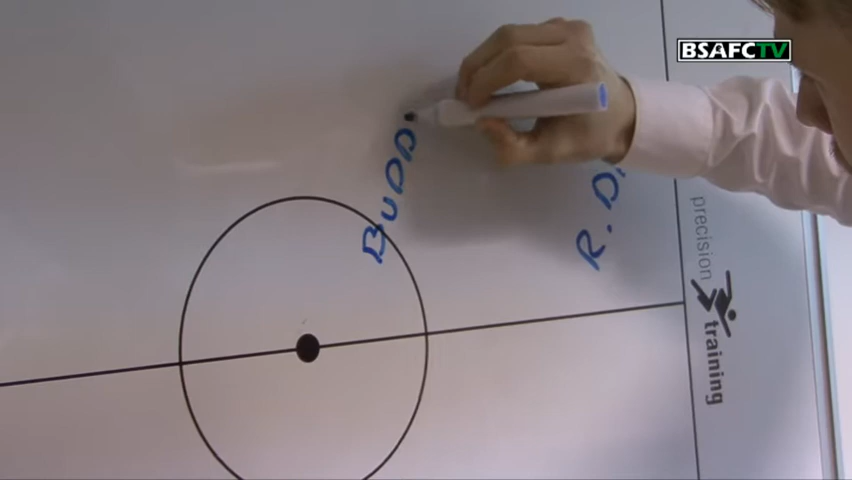 BSAFCTV
BUDD
R. D
precision
training